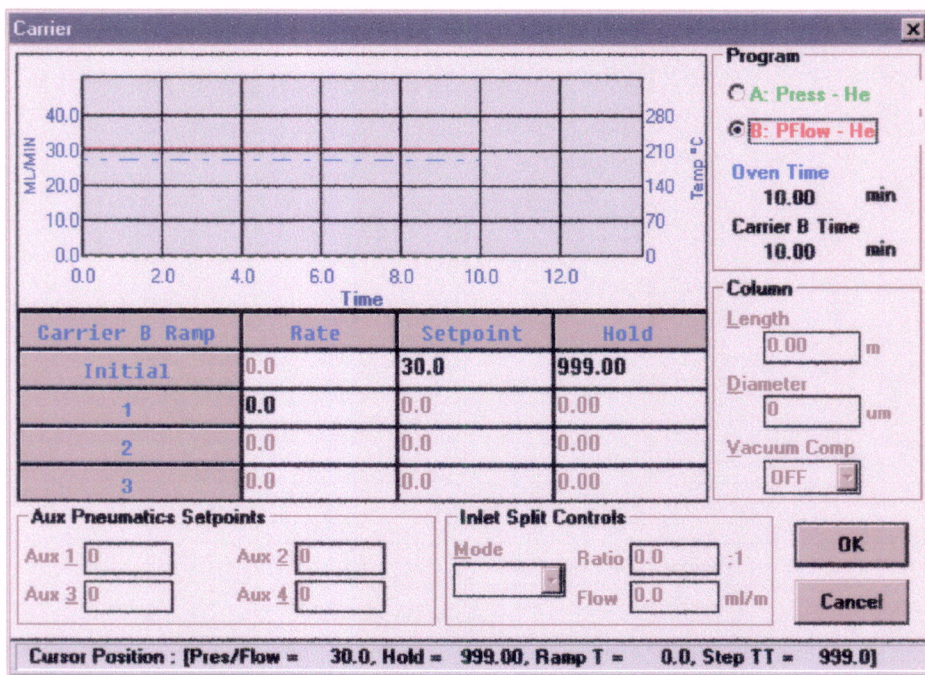 Carrier
ML/MIN
40.0
30.0
20.0
10.0
0.0
280
210
140
70
0
Temp °C
0.0 2.0 4.0 6.0 8.0 10.0 12.0
Time
Program
A: Press - He
B: PFlow - He
Oven Time
10.00 min
Carrier B Time
10.00 min
Carrier B Ramp Rate Setpoint Hold
Initial 0.0 30.0 999.00
1 0.0 0.0 0.00
2 0.0 0.0 0.00
3 0.0 0.0 0.00
Column
Length
0.00 m
Diameter
0 um
Vacuum Comp
OFF
Aux Pneumatics Setpoints
Aux 1 0 Aux 2 0
Aux 3 0 Aux 4 0
Inlet Split Controls
Mode
Ratio 0.0 :1
Flow 0.0 ml/m
OK
Cancel
Cursor Position : [Pres/Flow = 30.0, Hold = 999.00, Ramp T = 0.0, Step TT = 999.0]